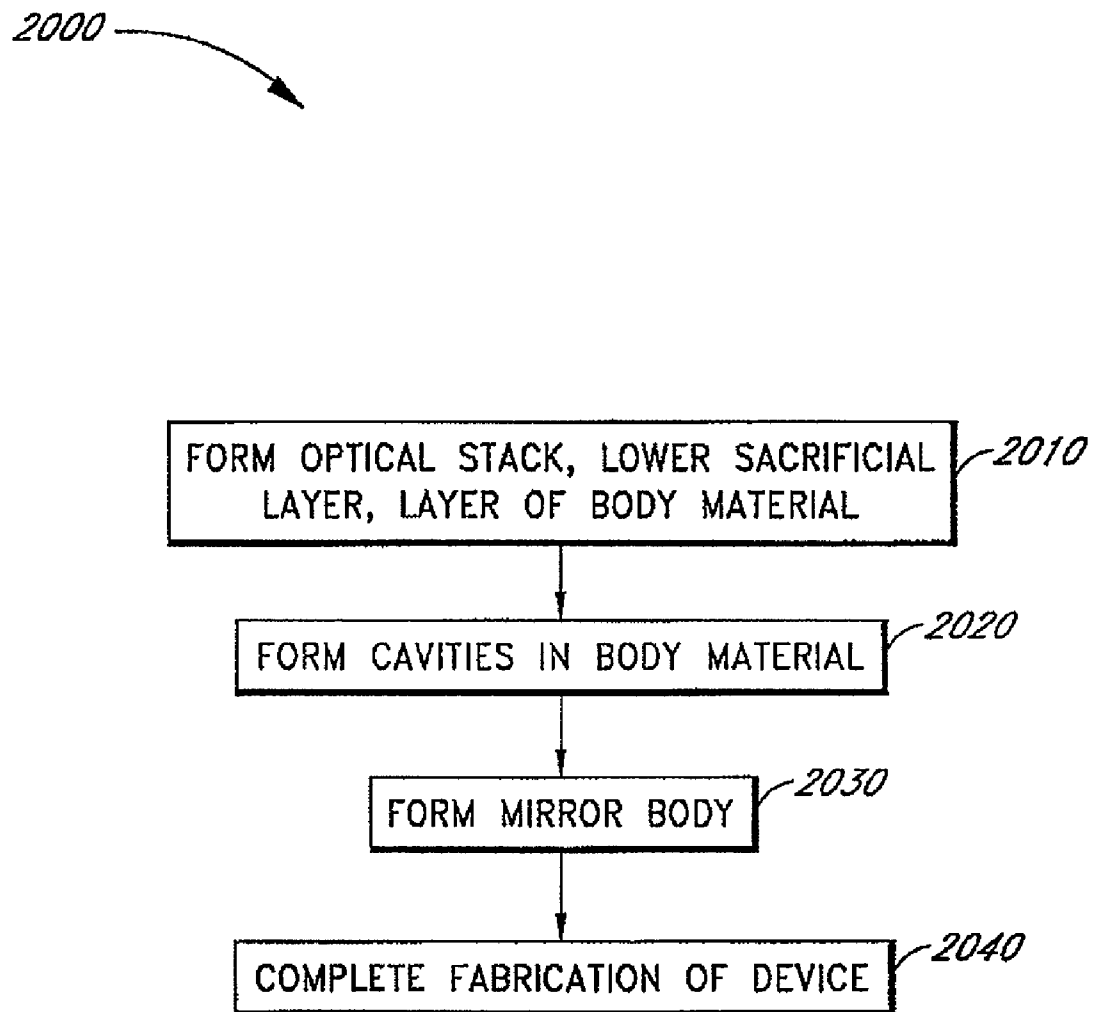 2000
FORM OPTICAL STACK, LOWER SACRIFICIAL
LAYER, LAYER OF BODY MATERIAL
2010
FORM CAVITIES IN BODY MATERIAL
2020
FORM MIRROR BODY
2030
COMPLETE FABRICATION OF DEVICE
2040